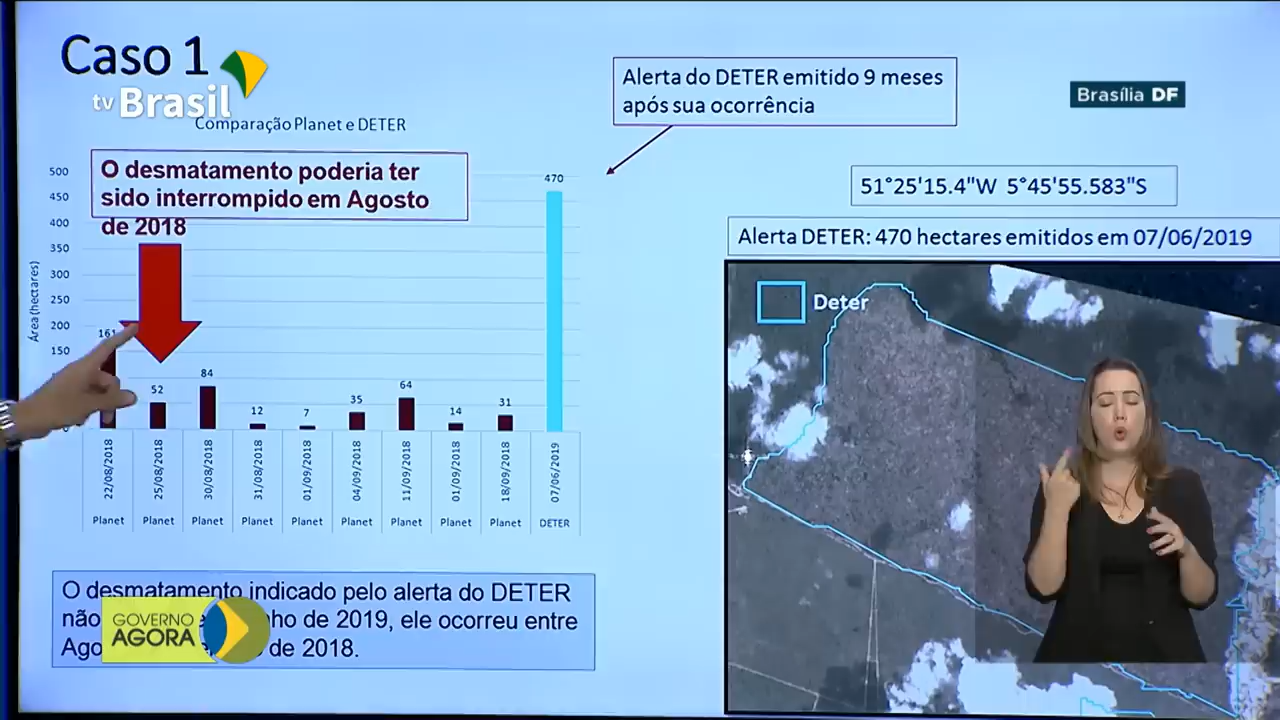 Caso 1
tv Brasil
Comparação Planet e DETER
O desmatamento poderia ter
sido interrompido em Agosto
de 2018
Alerta do DETER emitido 9 meses
após sua ocorrência
Brasília DF
51°25'15.4"W 5°45'55.583"S
Alerta DETER: 470 hectares emitidos em 07/06/2019
Deter
Área (hectares)
500
450
400
350
300
250
200
150
161
52
84
12
7
35
64
14
31
470
22/08/2018
25/08/2018
30/08/2018
31/08/2018
01/09/2018
04/09/2018
11/09/2018
01/09/2018
18/09/2018
07/06/2019
Planet
Planet
Planet
Planet
Planet
Planet
Planet
Planet
Planet
DETER
O desmatamento indicado pelo alerta do DETER
não de 2019, ele ocorreu entre
de 2018.
GOVERNO
AGORA